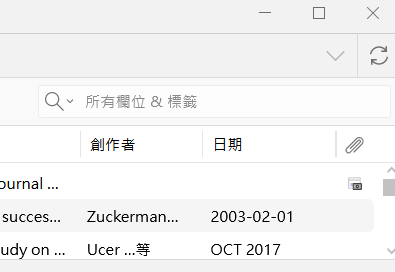 所有欄位 & 標籤
創作者 日期
ournal ...
succes... Zuckerman... 2003-02-01
udy on ... Ucer ...等 OCT 2017